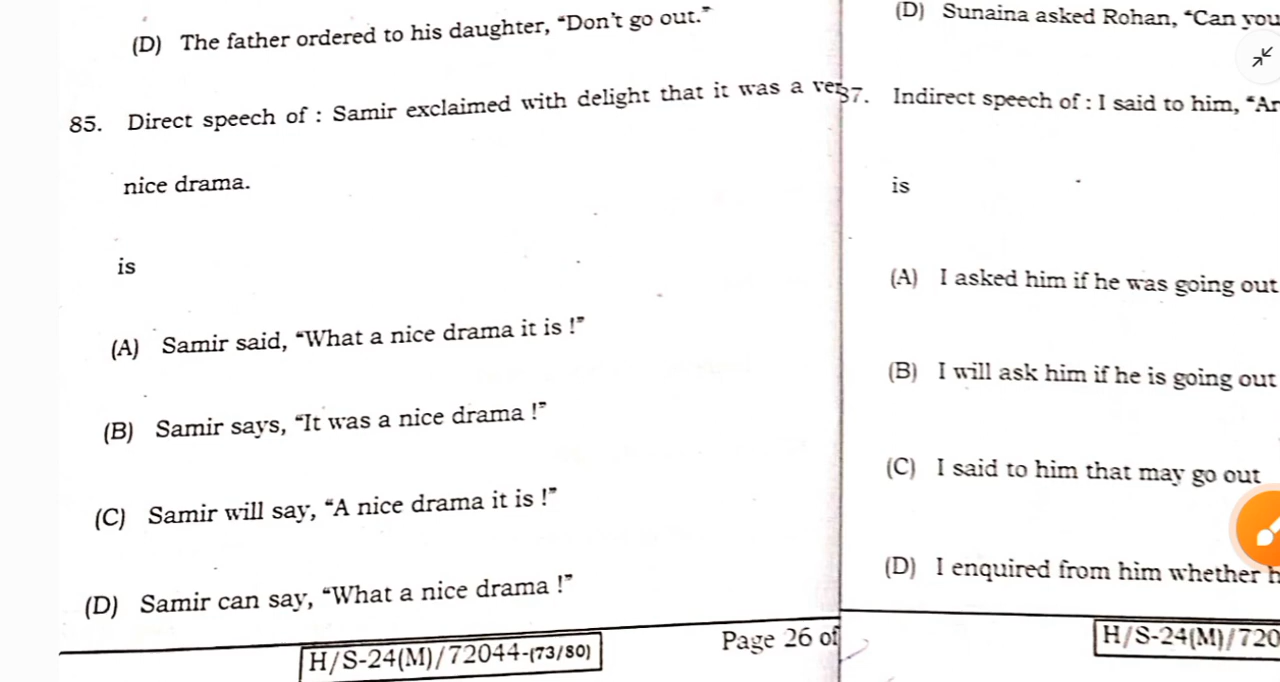 (D) The father ordered to his daughter, “Don’t go out.”
85. Direct speech of : Samir exclaimed with delight that it was a
nice drama.
is
(A) Samir said, “What a nice drama it is !”
(B) Samir says, “It was a nice drama !”
(C) Samir will say, “A nice drama it is !”
(D) Samir can say, “What a nice drama !”
H/S-24(M)/72044-(73/80)
Page 26 of
(D) Sunaina asked Rohan, “Can you
Indirect speech of : I said to him,
is
(A) I asked him if he was going out
(B) I will ask him if he is going out
(C) I said to him that may go out
(D) I enquired from him whether
H/S-24(M)/720